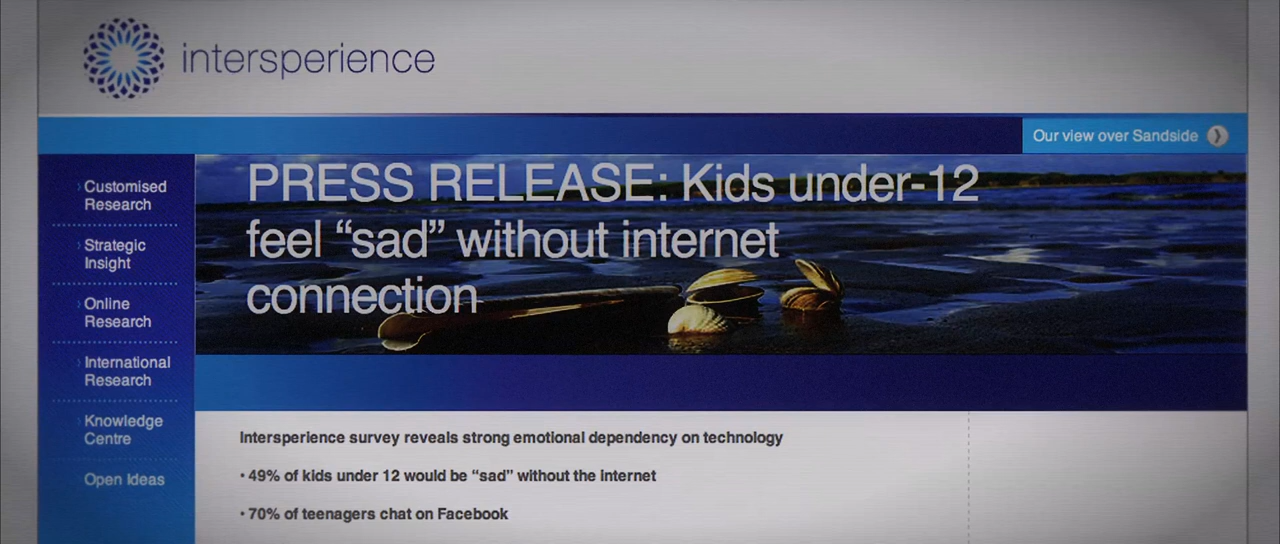 intersperience
Our view over Sandside
Customised
Research
Strategic
Insight
Online
Research
International
Research
Knowledge
Centre
Open Ideas
PRESS RELEASE: Kids under-12
feel “sad” without internet
connection
Intersperience survey reveals strong emotional dependency on technology
• 49% of kids under 12 would be “sad” without the internet
• 70% of teenagers chat on Facebook